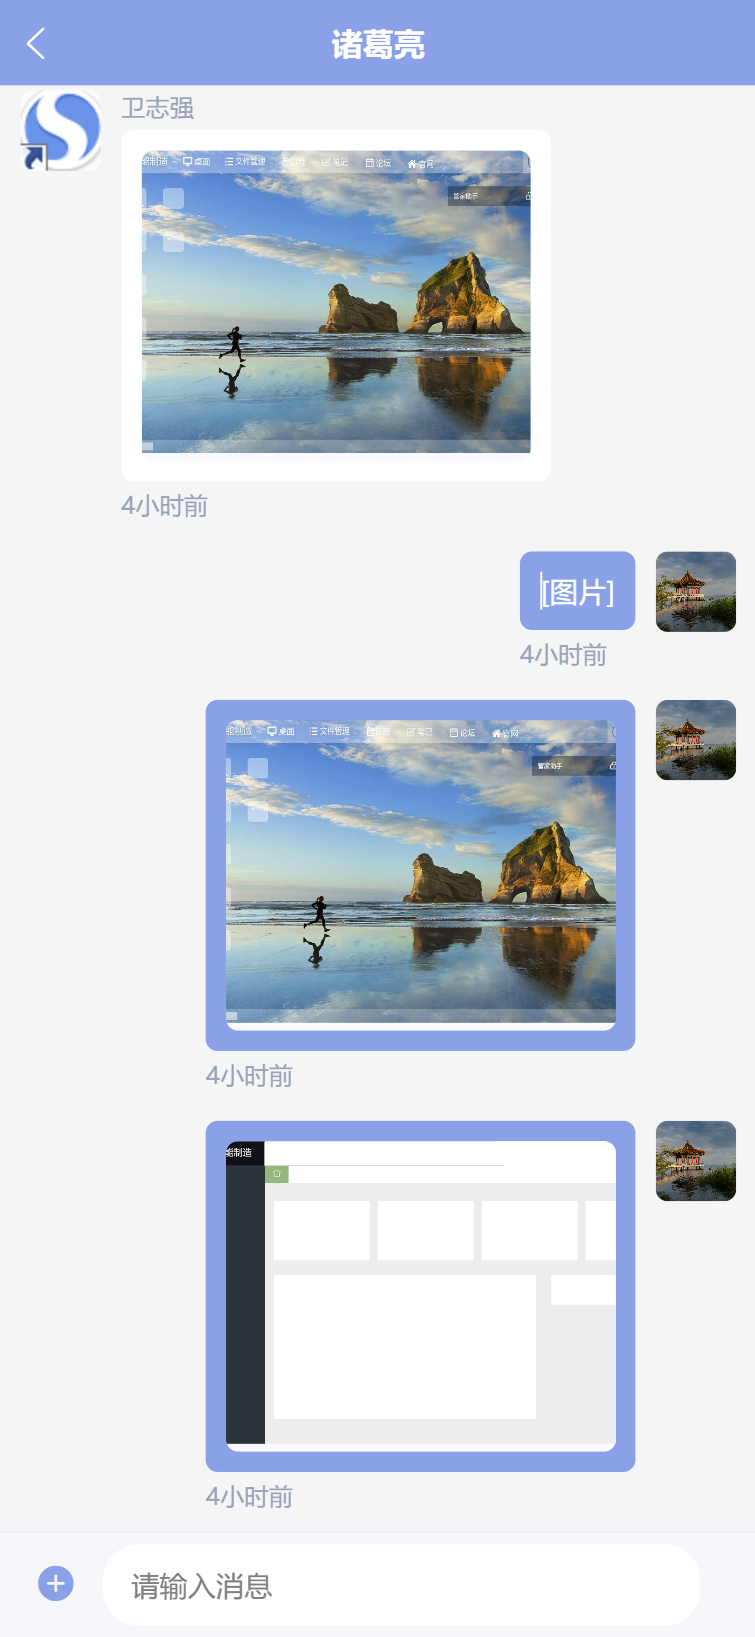 诸葛亮
卫志强
能制造 桌面 文件管理 日程 笔记 论坛 官网
管家助手
4小时前
[图片]
4小时前
能制造 桌面 文件管理 日程 笔记 论坛 官网
管家助手
4小时前
能制造
4小时前
请输入消息